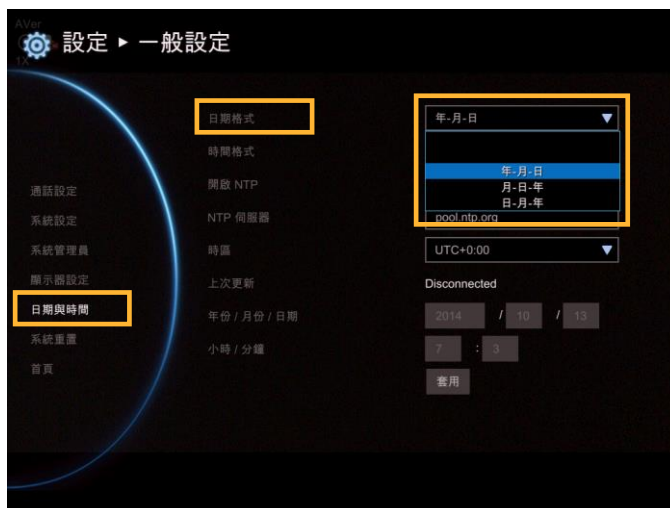 AVer
設定 ▸ 一般設定
1X
日期格式
年-月-日
時間格式
年-月-日
月-日-年
日-月-年
開啟 NTP
NTP 伺服器
pool.ntp.org
時區
UTC+0:00
上次更新
Disconnected
年份 / 月份 / 日期
2014 / 10 / 13
小時 / 分鐘
7 : 3
套用
通話設定
系統設定
系統管理員
顯示器設定
日期與時間
系統重置
首頁